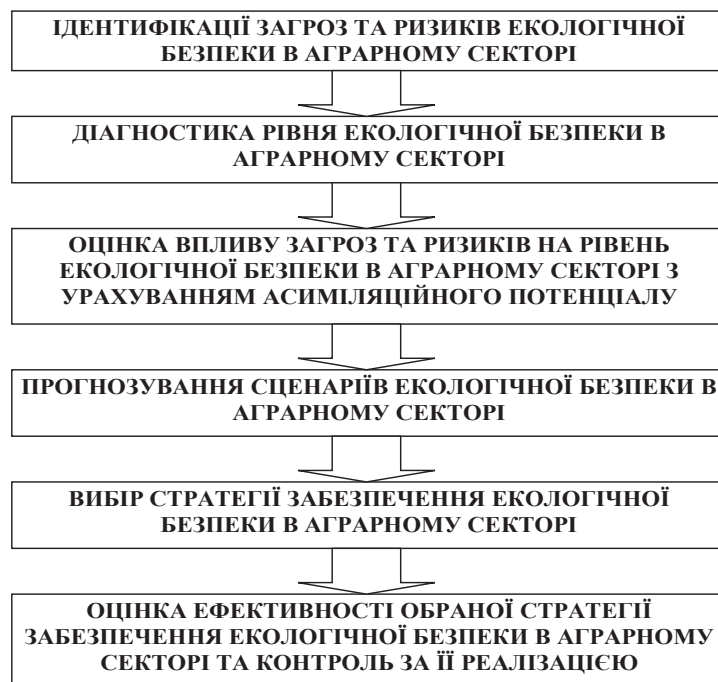 ІДЕНТИФІКАЦІЇ ЗАГРОЗ ТА РИЗИКІВ ЕКОЛОГІЧНОЇ
БЕЗПЕКИ В АГРАРНОМУ СЕКТОРІ
ДІАГНОСТИКА РІВНЯ ЕКОЛОГІЧНОЇ БЕЗПЕКИ В
АГРАРНОМУ СЕКТОРІ
ОЦІНКА ВПЛИВУ ЗАГРОЗ ТА РИЗИКІВ НА РІВЕНЬ
ЕКОЛОГІЧНОЇ БЕЗПЕКИ В АГРАРНОМУ СЕКТОРІ З
УРАХУВАННЯМ АСИМІЛЯЦІЙНОГО ПОТЕНЦІАЛУ
ПРОГНОЗУВАННЯ СЦЕНАРІЇВ ЕКОЛОГІЧНОЇ БЕЗПЕКИ В
АГРАРНОМУ СЕКТОРІ
ВИБІР СТРАТЕГІЇ ЗАБЕЗПЕЧЕННЯ ЕКОЛОГІЧНОЇ
БЕЗПЕКИ В АГРАРНОМУ СЕКТОРІ
ОЦІНКА ЕФЕКТИВНОСТІ ОБРАНОЇ СТРАТЕГІЇ
ЗАБЕЗПЕЧЕННЯ ЕКОЛОГІЧНОЇ БЕЗПЕКИ В АГРАРНОМУ
СЕКТОРІ ТА КОНТРОЛЬ ЗА ЇЇ РЕАЛІЗАЦІЄЮ